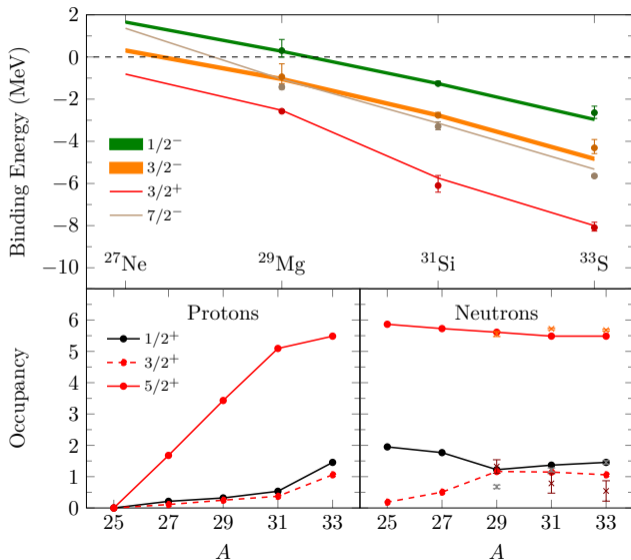 2
0
−2
−4
−6
−8
−10
Binding Energy (MeV)
1/2⁻
3/2⁻
3/2⁺
7/2⁻
²⁷Ne
²⁹Mg
³¹Si
³³S
Protons
Neutrons
6
5
4
3
2
1
0
Occupancy
1/2⁺
3/2⁺
5/2⁺
25 27 29 31 33
25 27 29 31 33
A
A